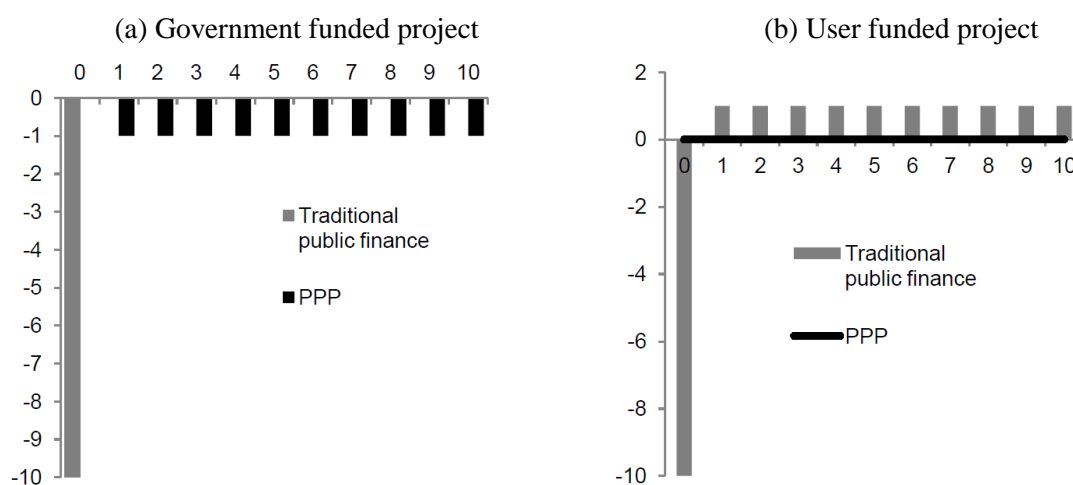 (a) Government funded project
0 1 2 3 4 5 6 7 8 9 10
0
-1
-2
-3
-4
-5
-6
-7
-8
-9
-10
Traditional
public finance
PPP
(b) User funded project
2
0
-2
-4
-6
-8
-10
0 1 2 3 4 5 6 7 8 9 10
Traditional
public finance
PPP